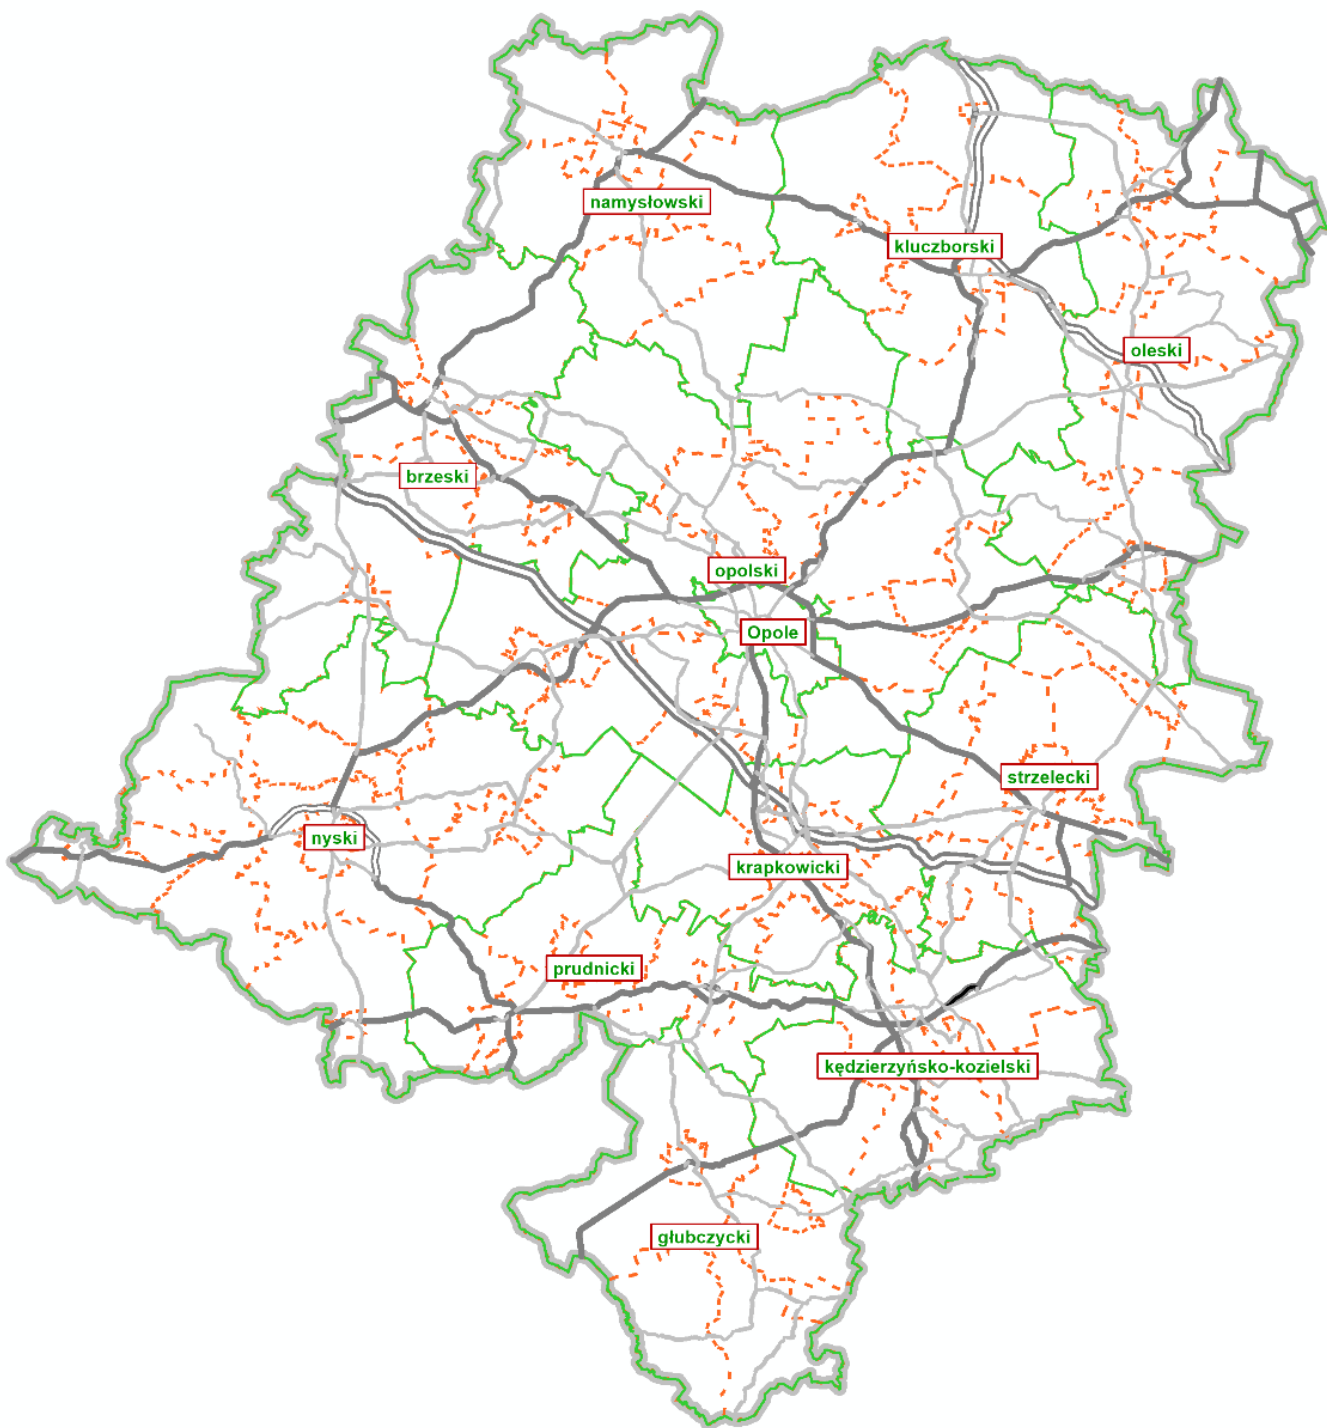 namysłowski
kluczborski
oleski
brzeski
opolski
Opole
strzelecki
nyski
krapkowicki
prudnicki
kędzierzyńsko-kozielski
głubczycki